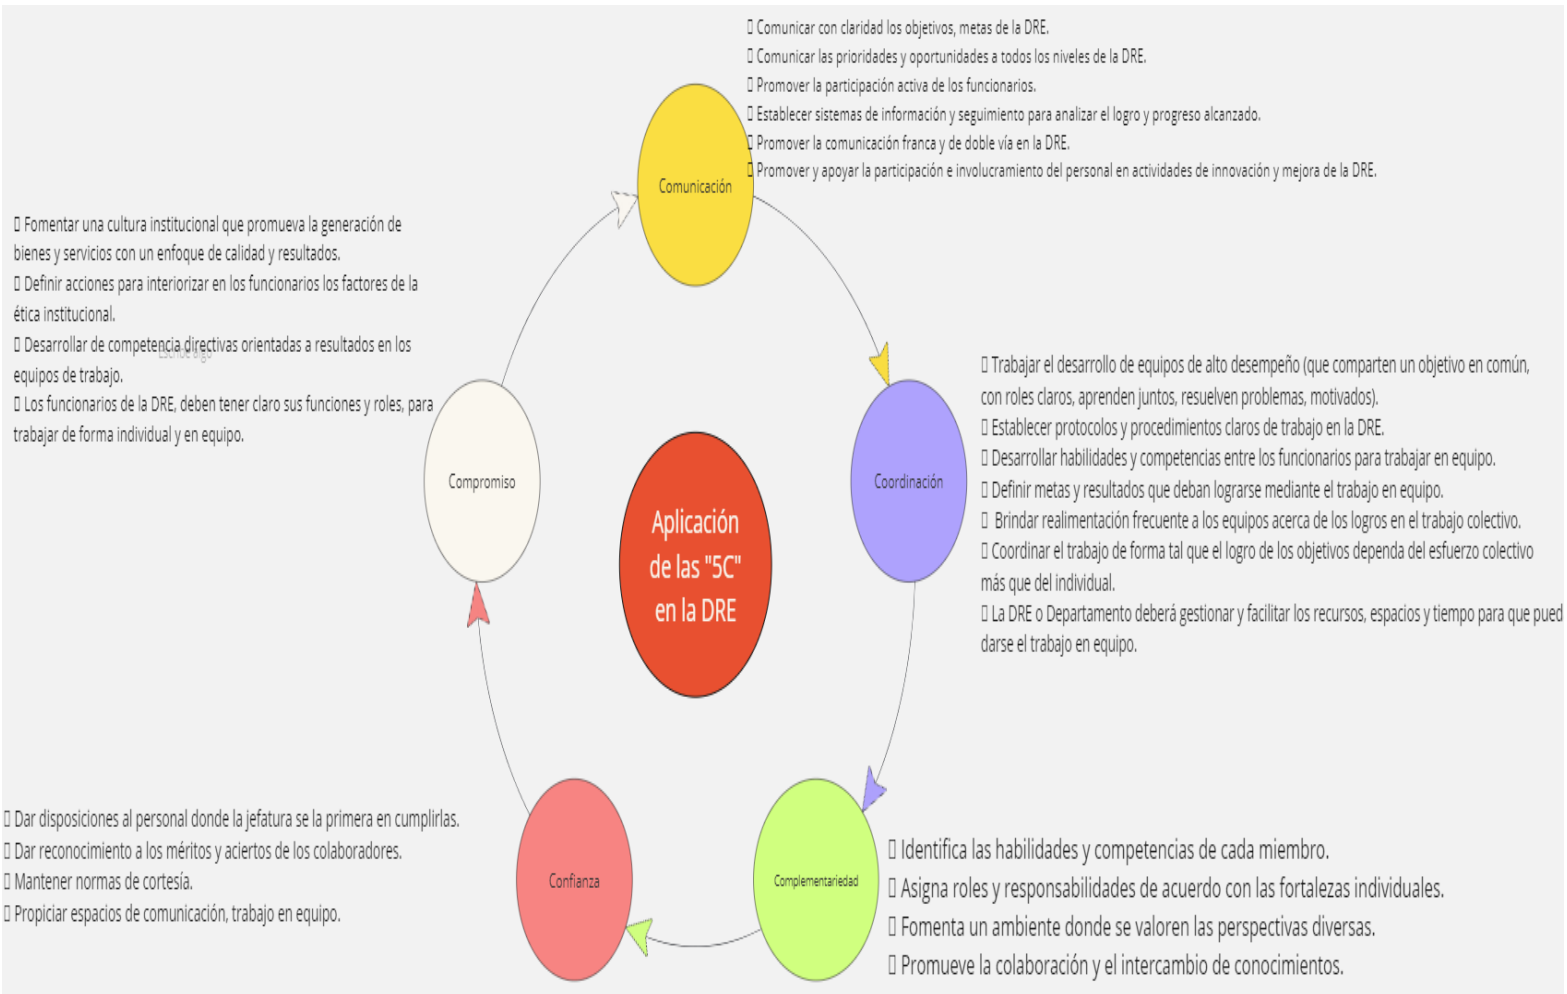 ▯ Comunicar con claridad los objetivos, metas de la DRE.
▯ Comunicar las prioridades y oportunidades a todos los niveles de la DRE.
▯ Promover la participación activa de los funcionarios.
▯ Establecer sistemas de información y seguimiento para analizar el logro y progreso alcanzado.
▯ Promover la comunicación franca y de doble vía en la DRE.
▯ Promover y apoyar la participación e involucramiento del personal en actividades de innovación y mejora de la DRE.
Comunicación
▯ Trabajar el desarrollo de equipos de alto desempeño (que comparten un objetivo en común,
con roles claros, aprenden juntos, resuelven problemas, motivados).
▯ Establecer protocolos y procedimientos claros de trabajo en la DRE.
▯ Desarrollar habilidades y competencias entre los funcionarios para trabajar en equipo.
▯ Definir metas y resultados que deban lograrse mediante el trabajo en equipo.
▯ Brindar realimentación frecuente a los equipos acerca de los logros en el trabajo colectivo.
▯ Coordinar el trabajo de forma tal que el logro de los objetivos dependa del esfuerzo colectivo
más que del individual.
▯ La DRE o Departamento deberá gestionar y facilitar los recursos, espacios y tiempo para que pued
darse el trabajo en equipo.
Coordinación
▯ Identifica las habilidades y competencias de cada miembro.
▯ Asigna roles y responsabilidades de acuerdo con las fortalezas individuales.
▯ Fomenta un ambiente donde se valoren las perspectivas diversas.
▯ Promueve la colaboración y el intercambio de conocimientos.
Complementariedad
▯ Dar disposiciones al personal donde la jefatura se la primera en cumplirlas.
▯ Dar reconocimiento a los méritos y aciertos de los colaboradores.
▯ Mantener normas de cortesía.
▯ Propiciar espacios de comunicación, trabajo en equipo.
Confianza
▯ Fomentar una cultura institucional que promueva la generación de
bienes y servicios con un enfoque de calidad y resultados.
▯ Definir acciones para interiorizar en los funcionarios los factores de la
ética institucional.
▯ Desarrollar de competencia directivas orientadas a resultados en los
equipos de trabajo.
▯ Los funcionarios de la DRE, deben tener claro sus funciones y roles, para
trabajar de forma individual y en equipo.
Escribe algo
Compromiso
Aplicación
de las "5C"
en la DRE